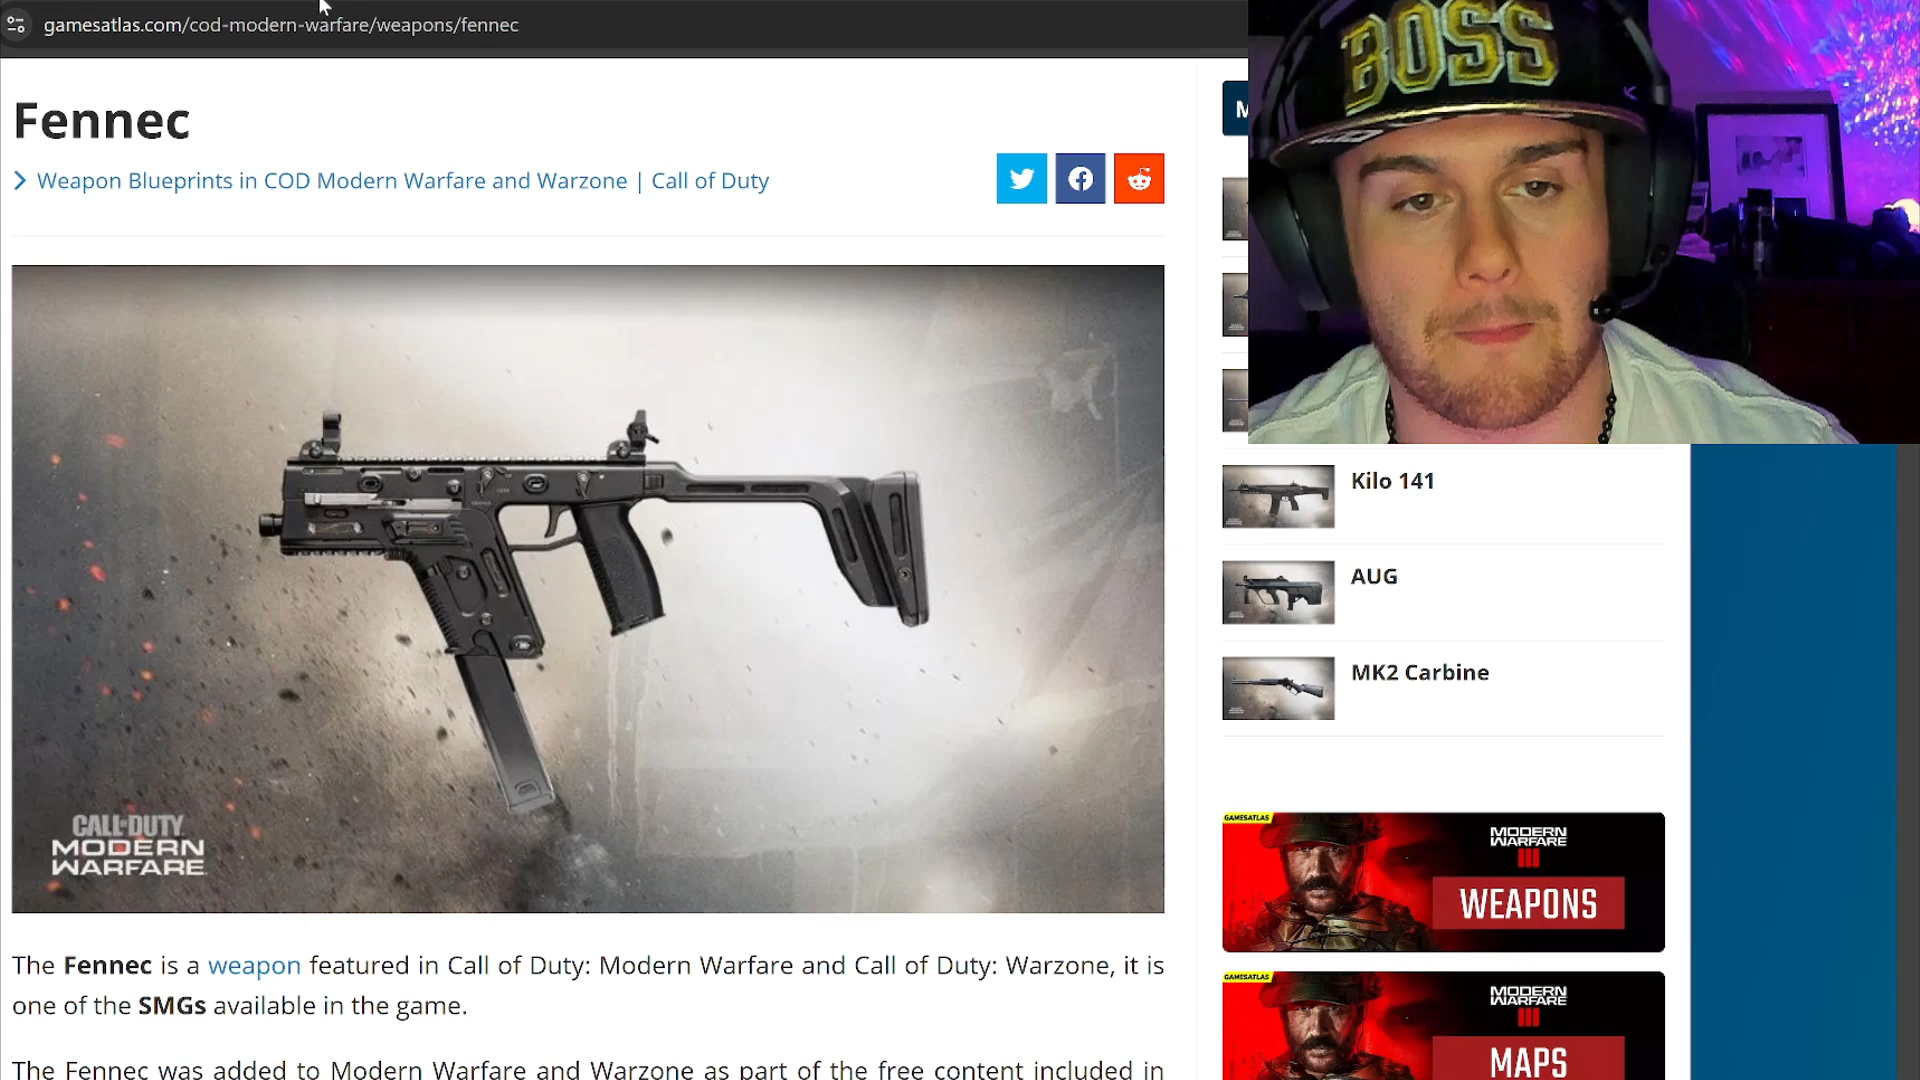 gamesatlas.com/cod-modern-warfare/weapons/fennec
BOSS
Fennec
Weapon Blueprints in COD Modern Warfare and Warzone | Call of Duty
M
Kilo 141
AUG
MK2 Carbine
CALL OF DUTY
MODERN
WARFARE
GAMESATLAS
MODERN
WARFARE
III
WEAPONS
GAMESATLAS
MODERN
WARFARE
III
MAPS
The Fennec is a weapon featured in Call of Duty: Modern Warfare and Call of Duty: Warzone, it is
one of the SMGs available in the game.
The Fennec was added to Modern Warfare and Warzone as part of the free content included in